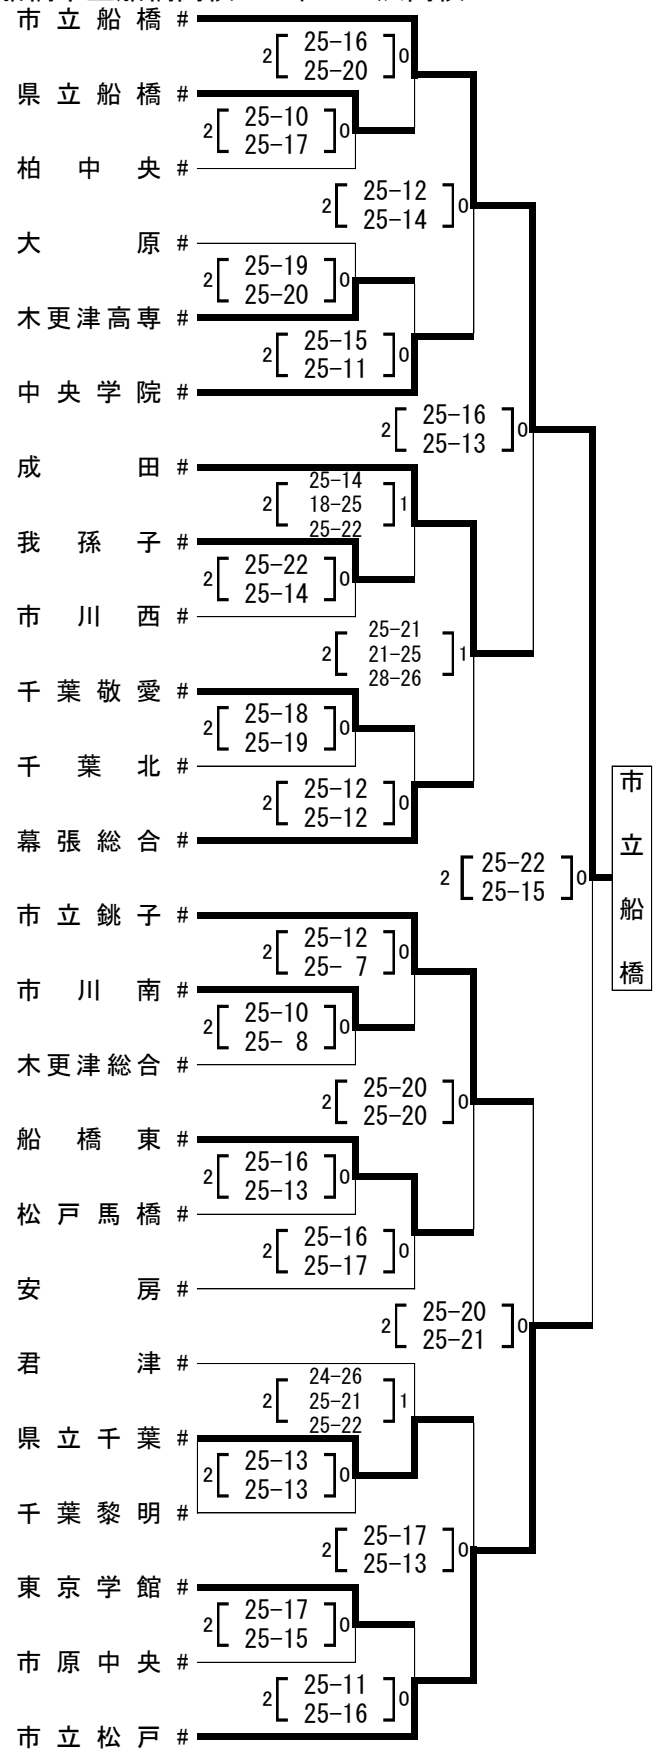 市立船橋 #
2 25-16 0
25-20
県立船橋 #
2 25-10 0
25-17
柏中央 #
2 25-12 0
25-14
大原 #
2 25-19 0
25-20
木更津高専 #
2 25-15 0
25-11
中央学院 #
2 25-16 0
25-13
成田 #
25-14
2 18-25 1
25-22
我孫子 #
2 25-22 0
25-14
市川西 #
25-21
2 21-25 1
28-26
千葉敬愛 #
2 25-18 0
25-19
千葉北 #
2 25-12 0
25-12
幕張総合 #
2 25-22 0
25-15
市立船橋
市立銚子 #
2 25-12 0
25- 7
市川南 #
2 25-10 0
25- 8
木更津総合 #
2 25-20 0
25-20
船橋東 #
2 25-16 0
25-13
松戸馬橋 #
2 25-16 0
25-17
安房 #
2 25-20 0
25-21
君津 #
24-26
2 25-21 1
25-22
県立千葉 #
2 25-13 0
25-13
千葉黎明 #
2 25-17 0
25-13
東京学館 #
2 25-17 0
25-15
市原中央 #
2 25-11 0
25-16
市立松戸 #